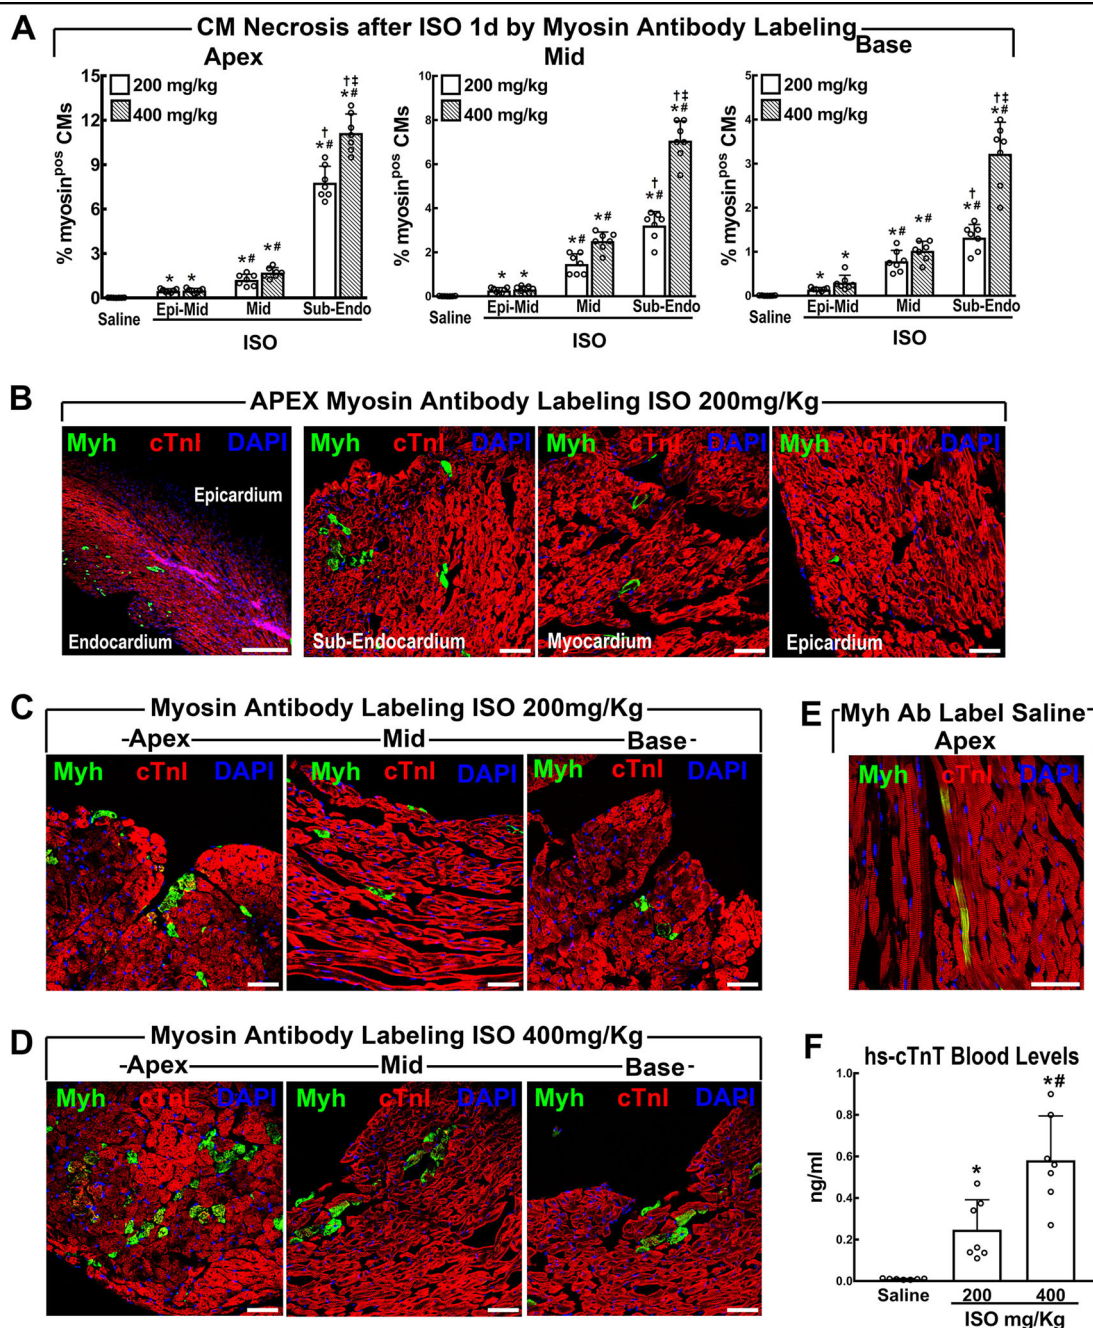 A
CM Necrosis after ISO 1d by Myosin Antibody Labeling
Apex
Mid
Base
200 mg/kg
400 mg/kg
% myosinpos CMs
15
12
9
6
3
0
* * *# *# † *# †‡ *#
Saline
Epi-Mid Mid Sub-Endo
ISO
200 mg/kg
400 mg/kg
% myosinpos CMs
10
8
6
4
2
0
* * *# *# † *# †‡ *#
Saline
Epi-Mid Mid Sub-Endo
ISO
200 mg/kg
400 mg/kg
% myosinpos CMs
5
4
3
2
1
0
* * *# *# † *# †‡ *#
Saline
Epi-Mid Mid Sub-Endo
ISO
B
APEX Myosin Antibody Labeling ISO 200mg/Kg
Myh cTnI DAPI
Epicardium
Endocardium
Myh cTnI DAPI
Sub-Endocardium
Myh cTnI DAPI
Myocardium
Myh cTnI DAPI
Epicardium
C
Myosin Antibody Labeling ISO 200mg/Kg
Apex Mid Base
Myh cTnI DAPI
Myh cTnI DAPI
Myh cTnI DAPI
E
Myh Ab Label Saline
Apex
Myh cTnI DAPI
D
Myosin Antibody Labeling ISO 400mg/Kg
Apex Mid Base
Myh cTnI DAPI
Myh cTnI DAPI
Myh cTnI DAPI
F
hs-cTnT Blood Levels
ng/ml
1.0
0.8
0.6
0.4
0.2
0.0
* *#
Saline 200 400
ISO mg/Kg